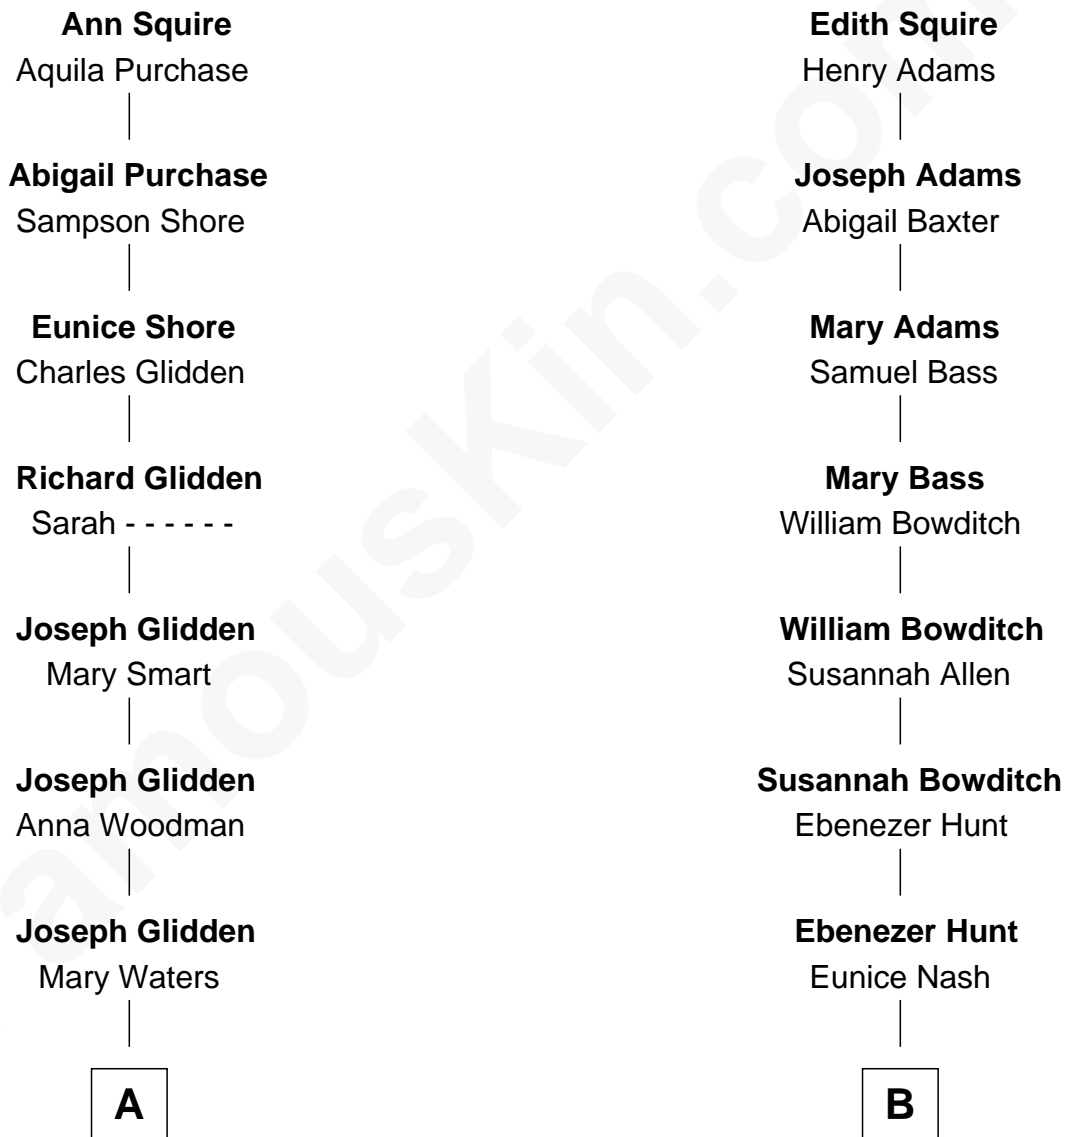 Ann Squire
Aquila Purchase
Abigail Purchase
Sampson Shore
Eunice Shore
Charles Glidden
Richard Glidden
Sarah - - - - - -
Joseph Glidden
Mary Smart
Joseph Glidden
Anna Woodman
Joseph Glidden
Mary Waters
A
Edith Squire
Henry Adams
Joseph Adams
Abigail Baxter
Mary Adams
Samuel Bass
Mary Bass
William Bowditch
William Bowditch
Susannah Allen
Susannah Bowditch
Ebenezer Hunt
Ebenezer Hunt
Eunice Nash
B
amousKin.com